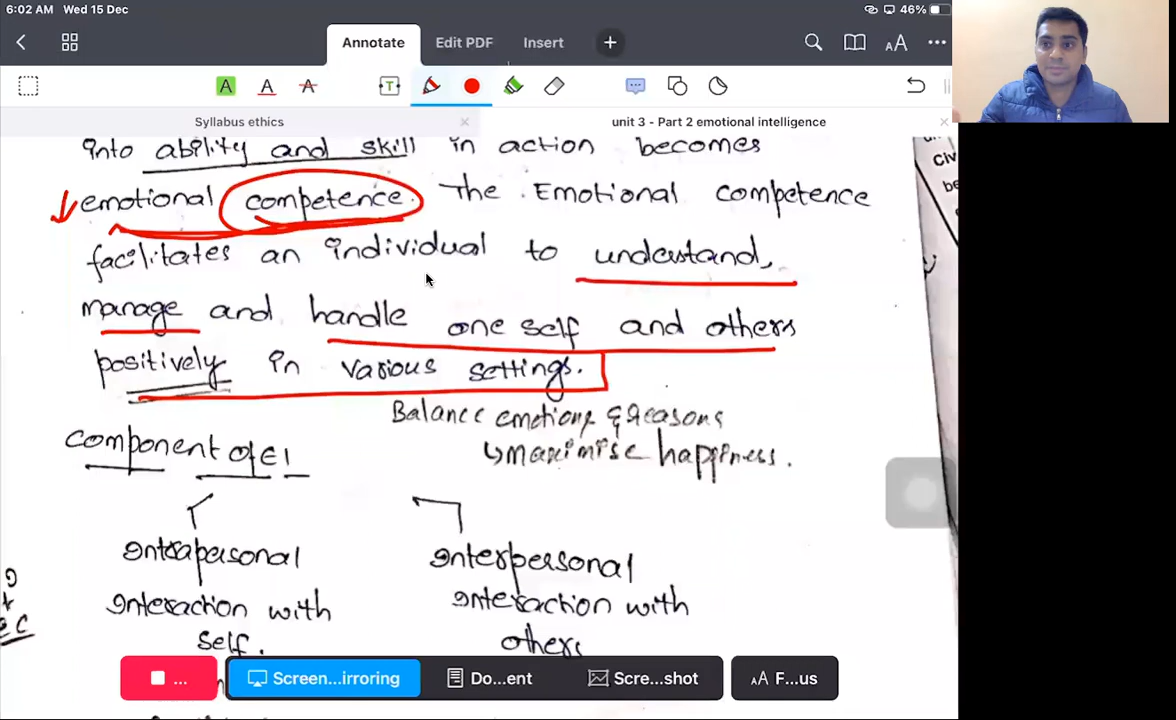 6:02 AM Wed 15 Dec
46%
Annotate Edit PDF Insert
AA
A A A T
Syllabus ethics
unit 3 - Part 2 emotional intelligence
into ability and skill in action becomes
emotional competence. The Emotional competence
facilitates an individual to understand,
manage and handle one self and others
positively in various settings.
Balance emotions & reasons
↳ maximise happiness.
component of EI
Intrapersonal
Interpersonal
Interaction with
self.
Interaction with
others
... Screen...irroring Do...ent Scre...shot AA F...us